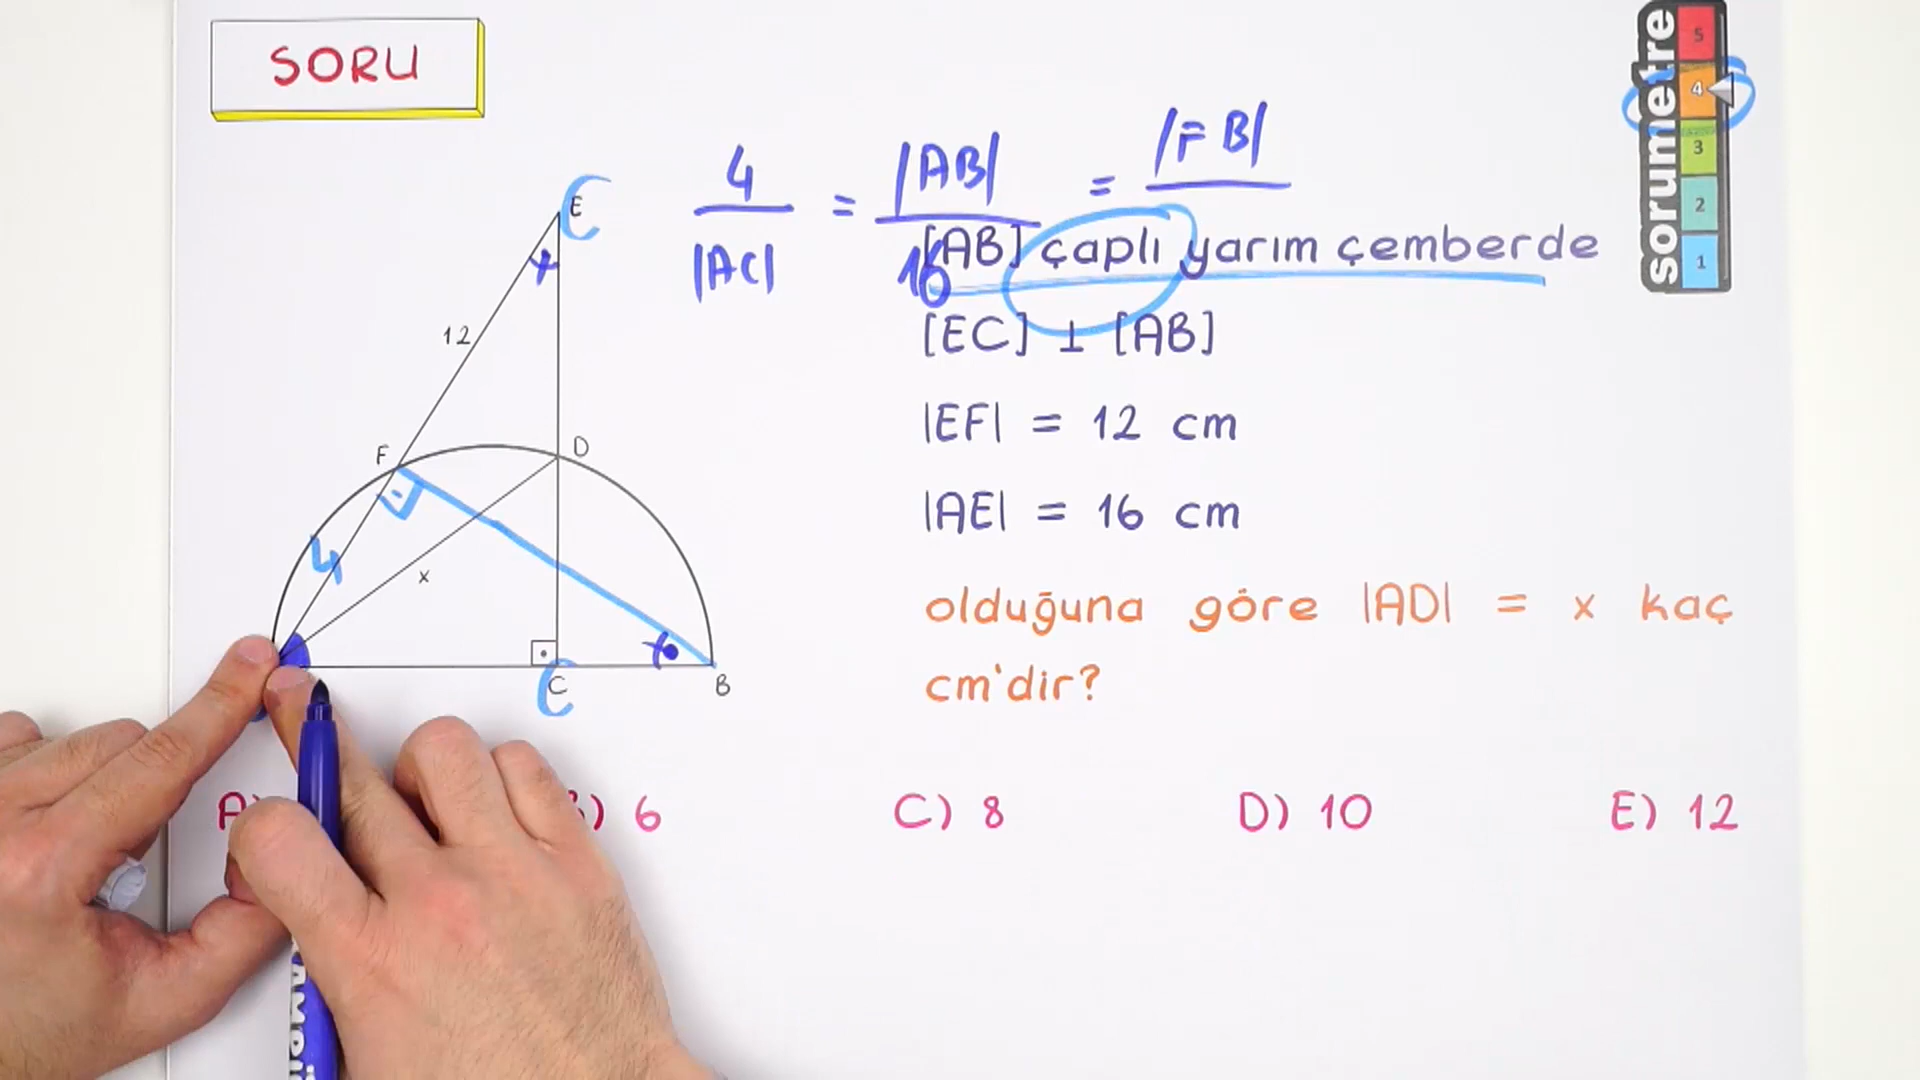 SORU
4 = |AB| = |FB|
|AC| 16
[AB] çaplı yarım çemberde
[EC] ⊥ [AB]
|EF| = 12 cm
|AE| = 16 cm
olduğuna göre |AD| = x kaç
cm'dir?
E
12
F
D
4
x
C
B
A)
B) 6
C) 8
D) 10
E) 12
sorumetre
5
4
3
2
1